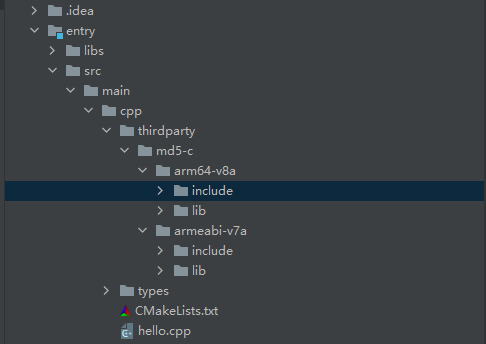 .idea
entry
libs
src
main
cpp
thirdparty
md5-c
arm64-v8a
include
lib
armeabi-v7a
include
lib
types
CMakeLists.txt
hello.cpp